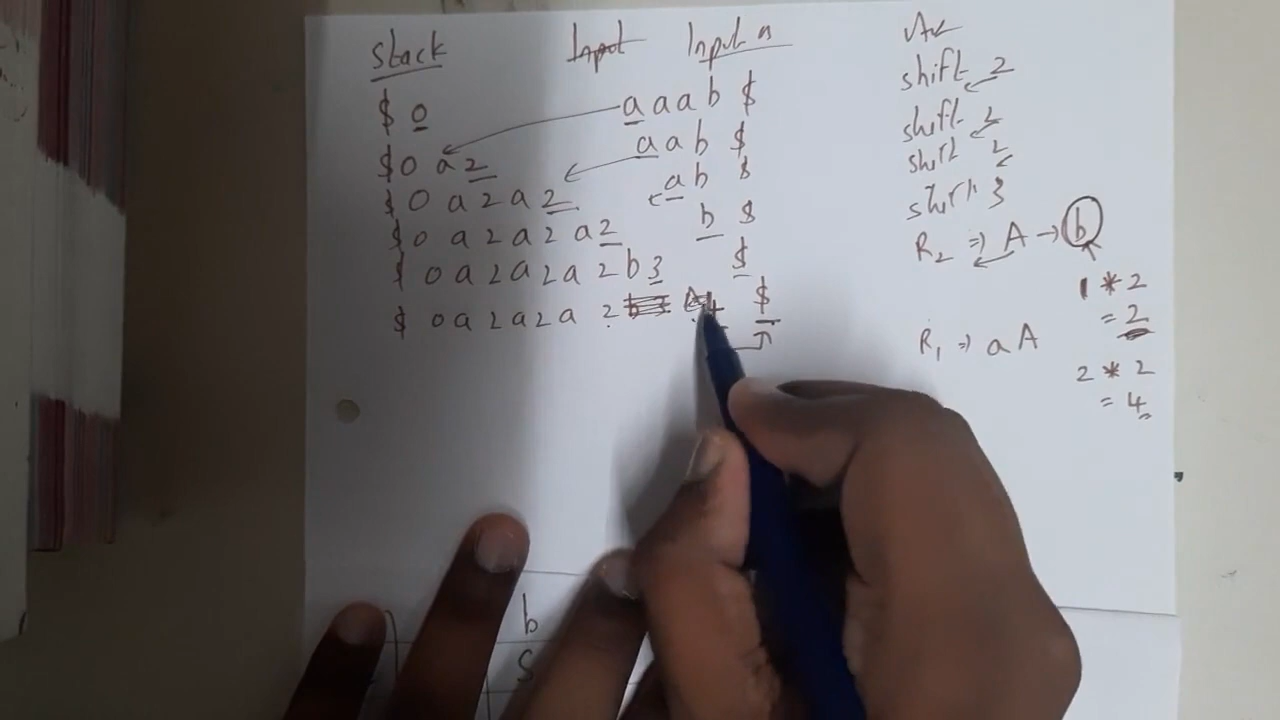 Stack Input Input
$ 0 a a a b $ shift 2
$ 0 a 2 a a b $ shift 2
$ 0 a 2 a 2 a b $ shift 2
$ 0 a 2 a 2 a 2 b $ shift 3
$ 0 a 2 a 2 a 2 b 3 $ R2 ⇒ A → b
$ 0 a 2 a 2 a 2 b 3 A 4 $ R1 ⇒ a A
1 * 2
= 2
2 * 2
= 4
b
S